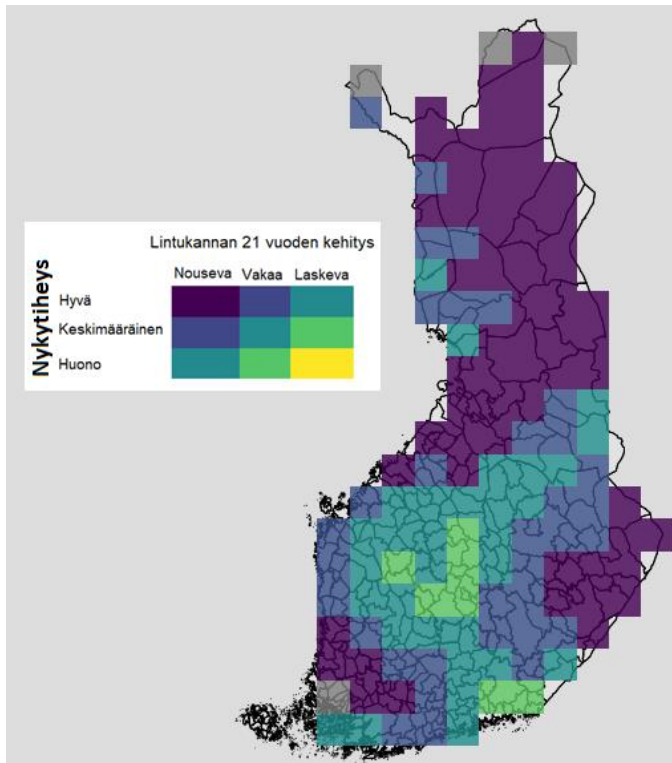 Lintukannan 21 vuoden kehitys
Nouseva Vakaa Laskeva
Nykytiheys
Hyvä
Keskimääräinen
Huono